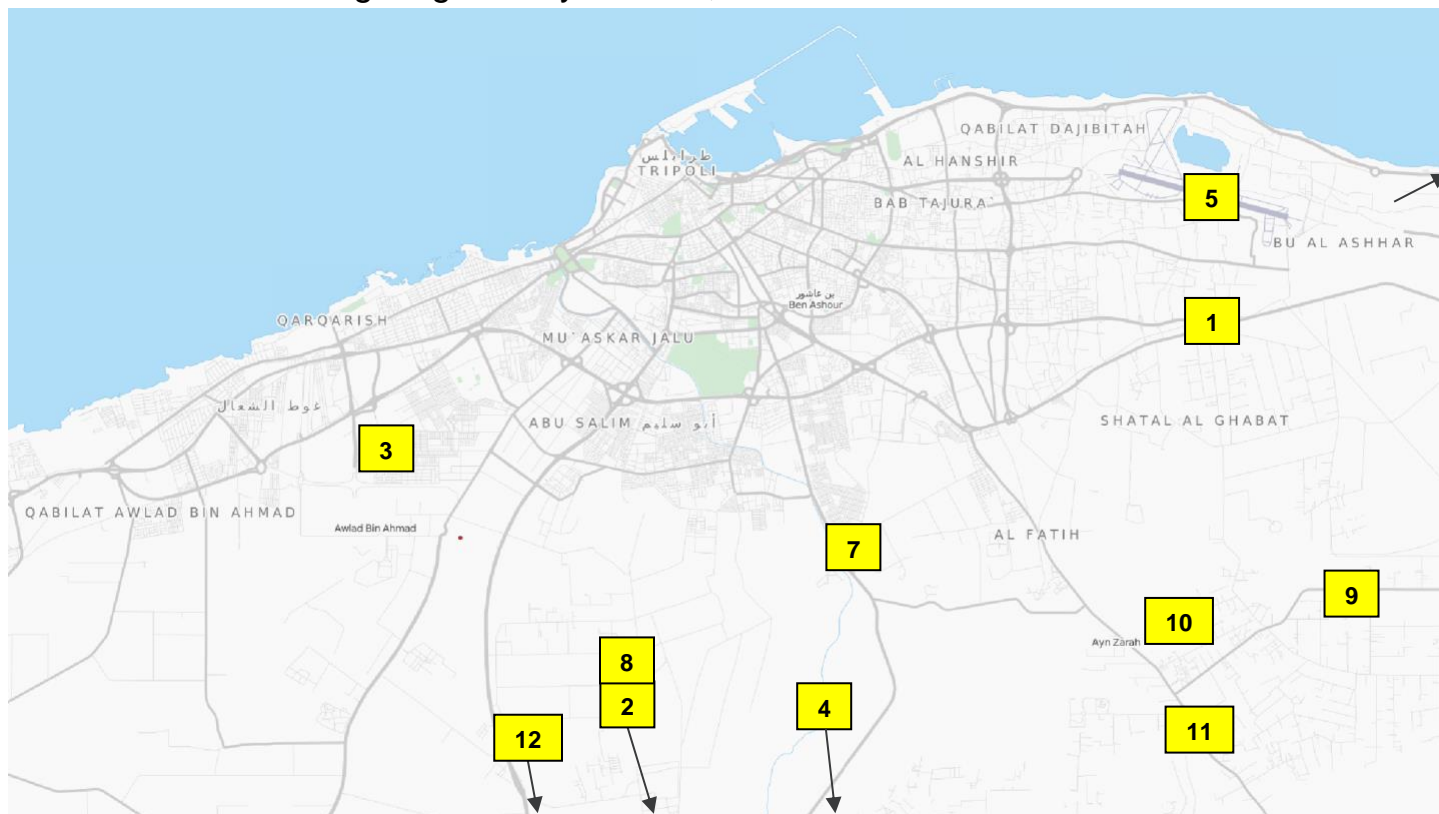 QABILAT DAJIBITAH
طرابلس
TRIPOLI
AL HANSHIR
5
BAB TAJURA`
BU AL ASHHAR
بن عاشور
Ben Ashour
QARQARISH
1
MU`ASKAR JALU
غوط الشعال
ABU SALIM أبو سليم
SHATAL AL GHABAT
3
QABILAT AWLAD BIN AHMAD
Awlad Bin Ahmad
AL FATIH
7
9
10
Ayn Zarah
8
2
4
12
11